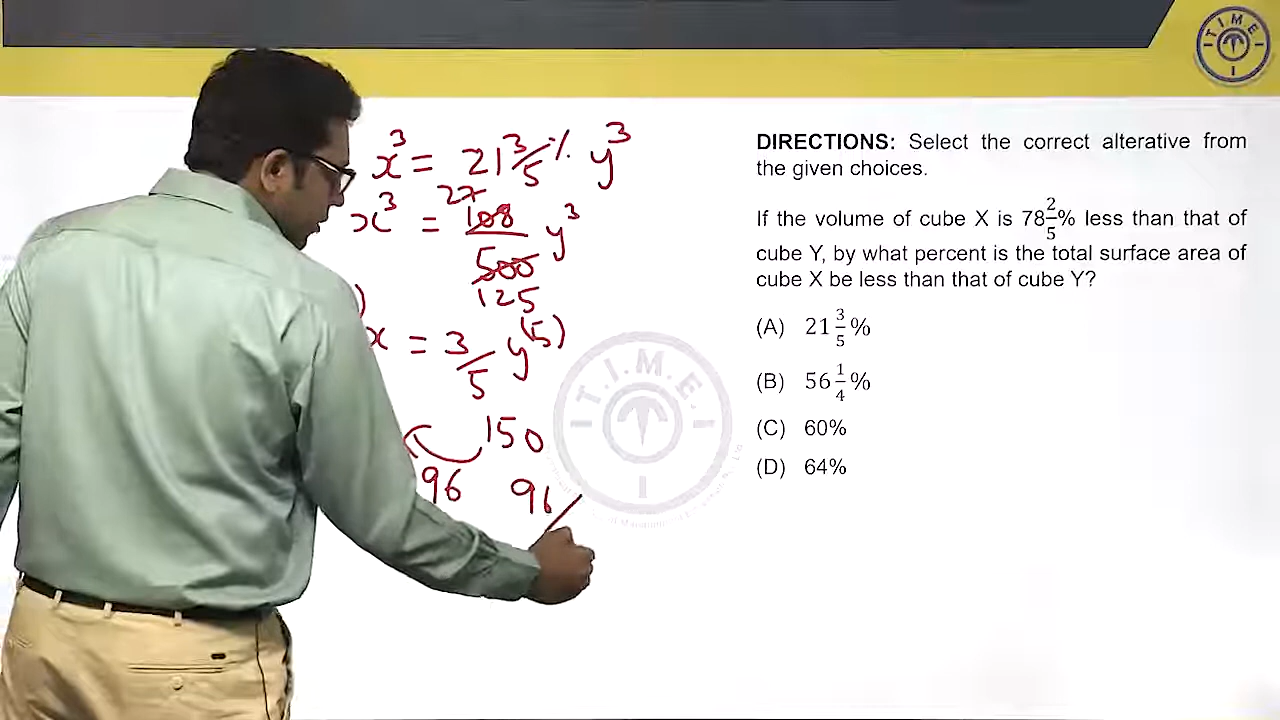 T.I.M.E.
x³ = 21 3/5 % y³
x³ = 108/500 y³
27
125
x = 3/5 y (5)
150
96 96
T.I.M.E.
DIRECTIONS: Select the correct alterative from
the given choices.
If the volume of cube X is 78 2/5% less than that of
cube Y, by what percent is the total surface area of
cube X be less than that of cube Y?
(A) 21 3/5 %
(B) 56 1/4 %
(C) 60%
(D) 64%